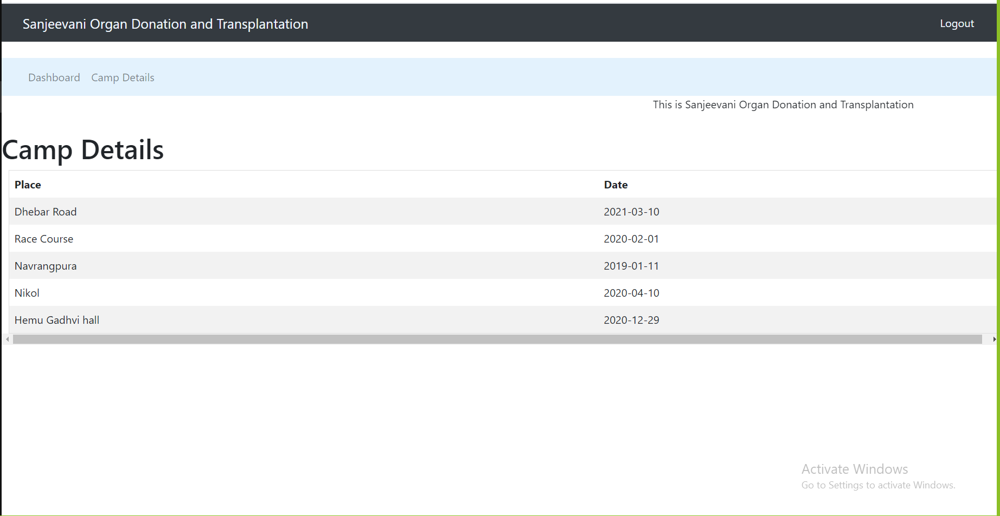 Sanjeevani Organ Donation and Transplantation Logout
Dashboard Camp Details
This is Sanjeevani Organ Donation and Transplantation
Camp Details
Place Date
Dhebar Road 2021-03-10
Race Course 2020-02-01
Navrangpura 2019-01-11
Nikol 2020-04-10
Hemu Gadhvi hall 2020-12-29
Activate Windows
Go to Settings to activate Windows.